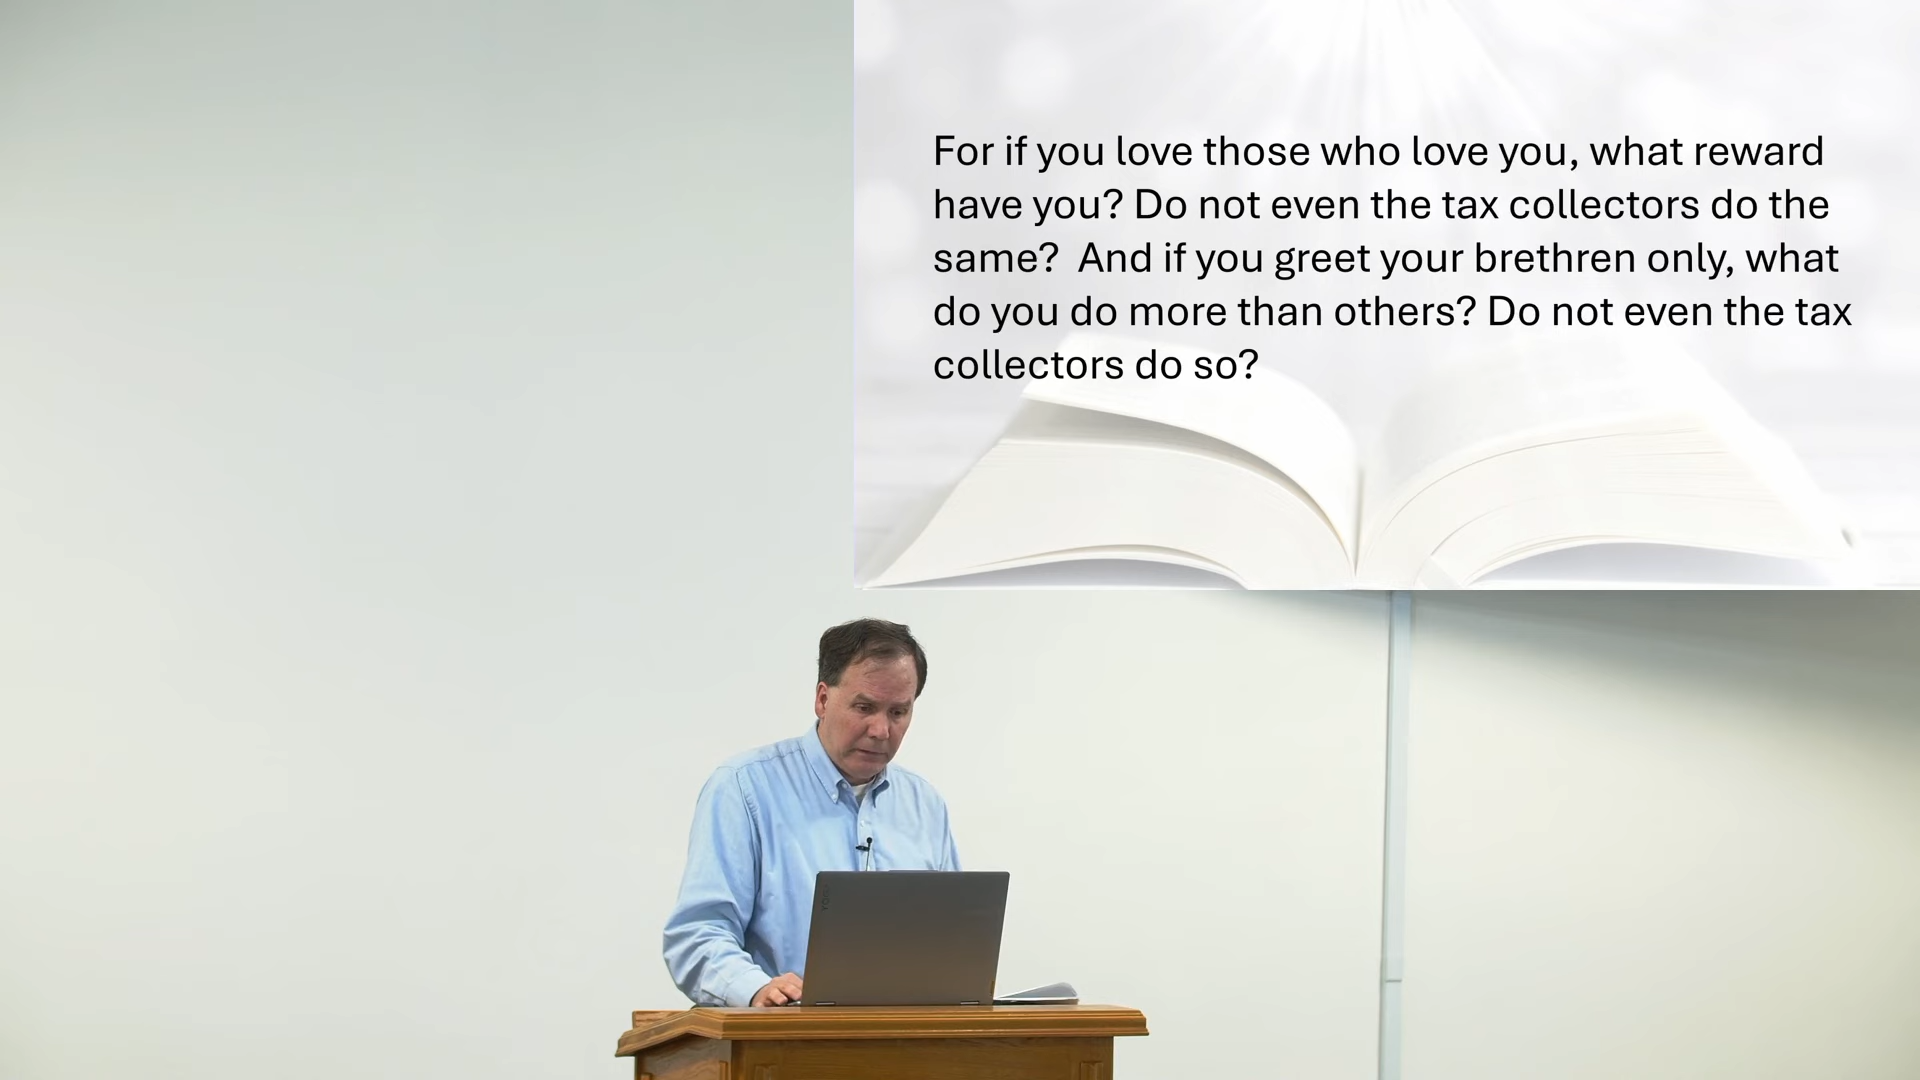 For if you love those who love you, what reward
have you? Do not even the tax collectors do the
same?  And if you greet your brethren only, what
do you do more than others? Do not even the tax
collectors do so?